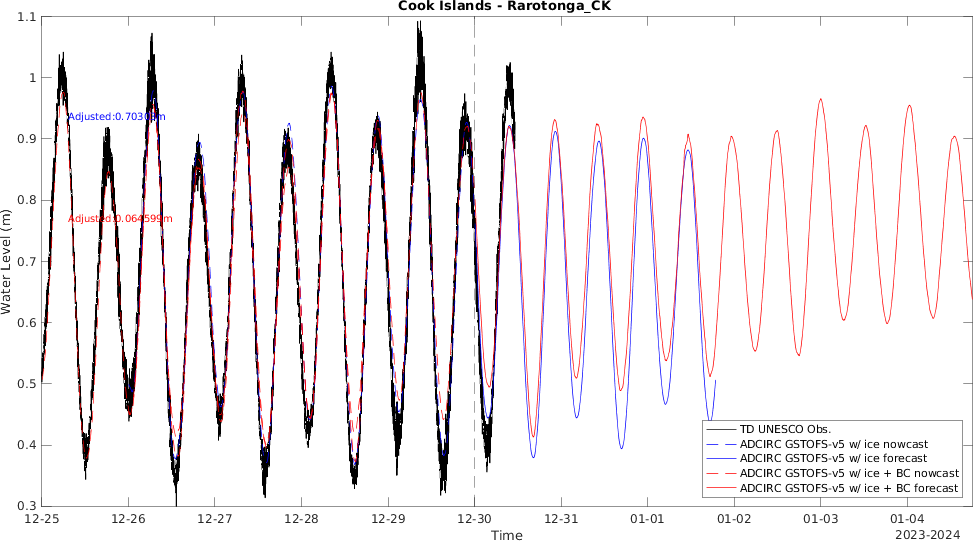 Cook Islands - Rarotonga_CK
1.1
1
0.9
0.8
0.7
0.6
0.5
0.4
0.3
Water Level (m)
Adjusted:0.064599m
TD UNESCO Obs.
ADCIRC GSTOFS-v5 w/ ice nowcast
ADCIRC GSTOFS-v5 w/ ice forecast
ADCIRC GSTOFS-v5 w/ ice + BC nowcast
ADCIRC GSTOFS-v5 w/ ice + BC forecast
12-25 12-26 12-27 12-28 12-29 12-30 12-31 01-01 01-02 01-03 01-04
Time
2023-2024